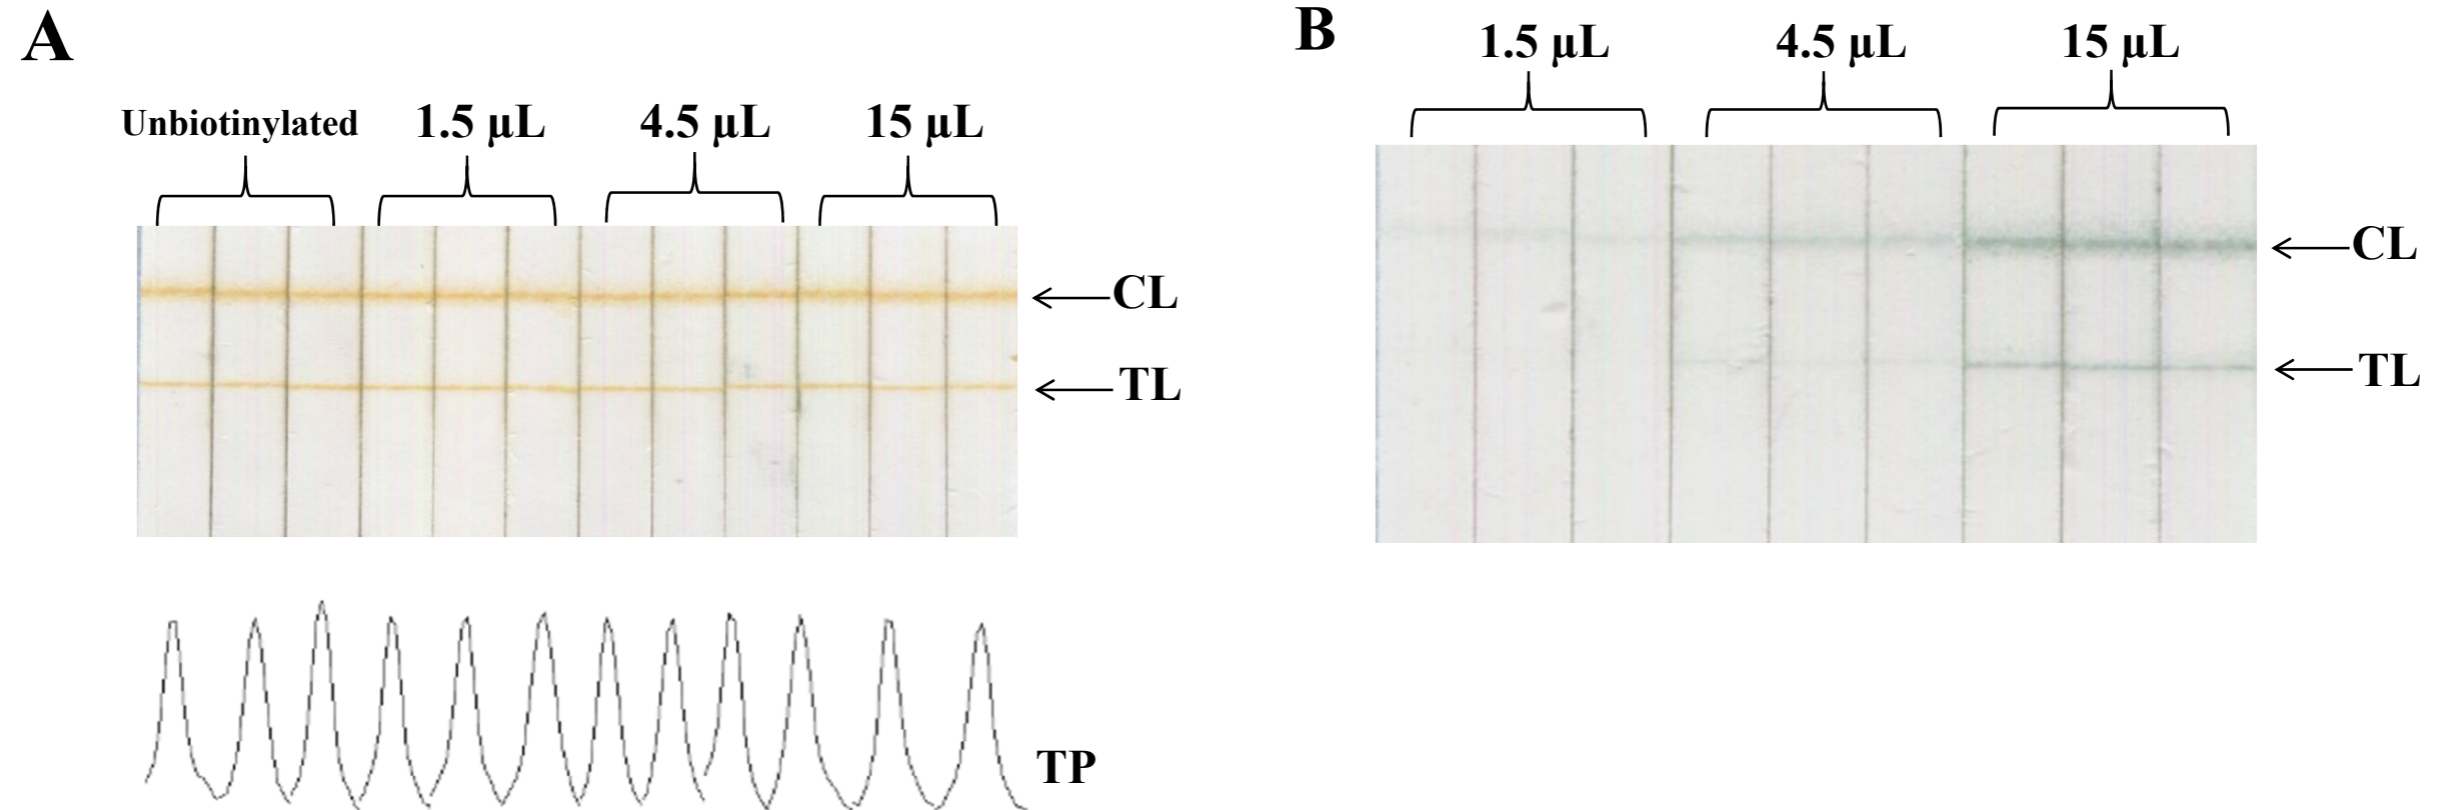 A
Unbiotinylated 1.5 μL 4.5 μL 15 μL
CL
TL
TP
B
1.5 μL 4.5 μL 15 μL
CL
TL